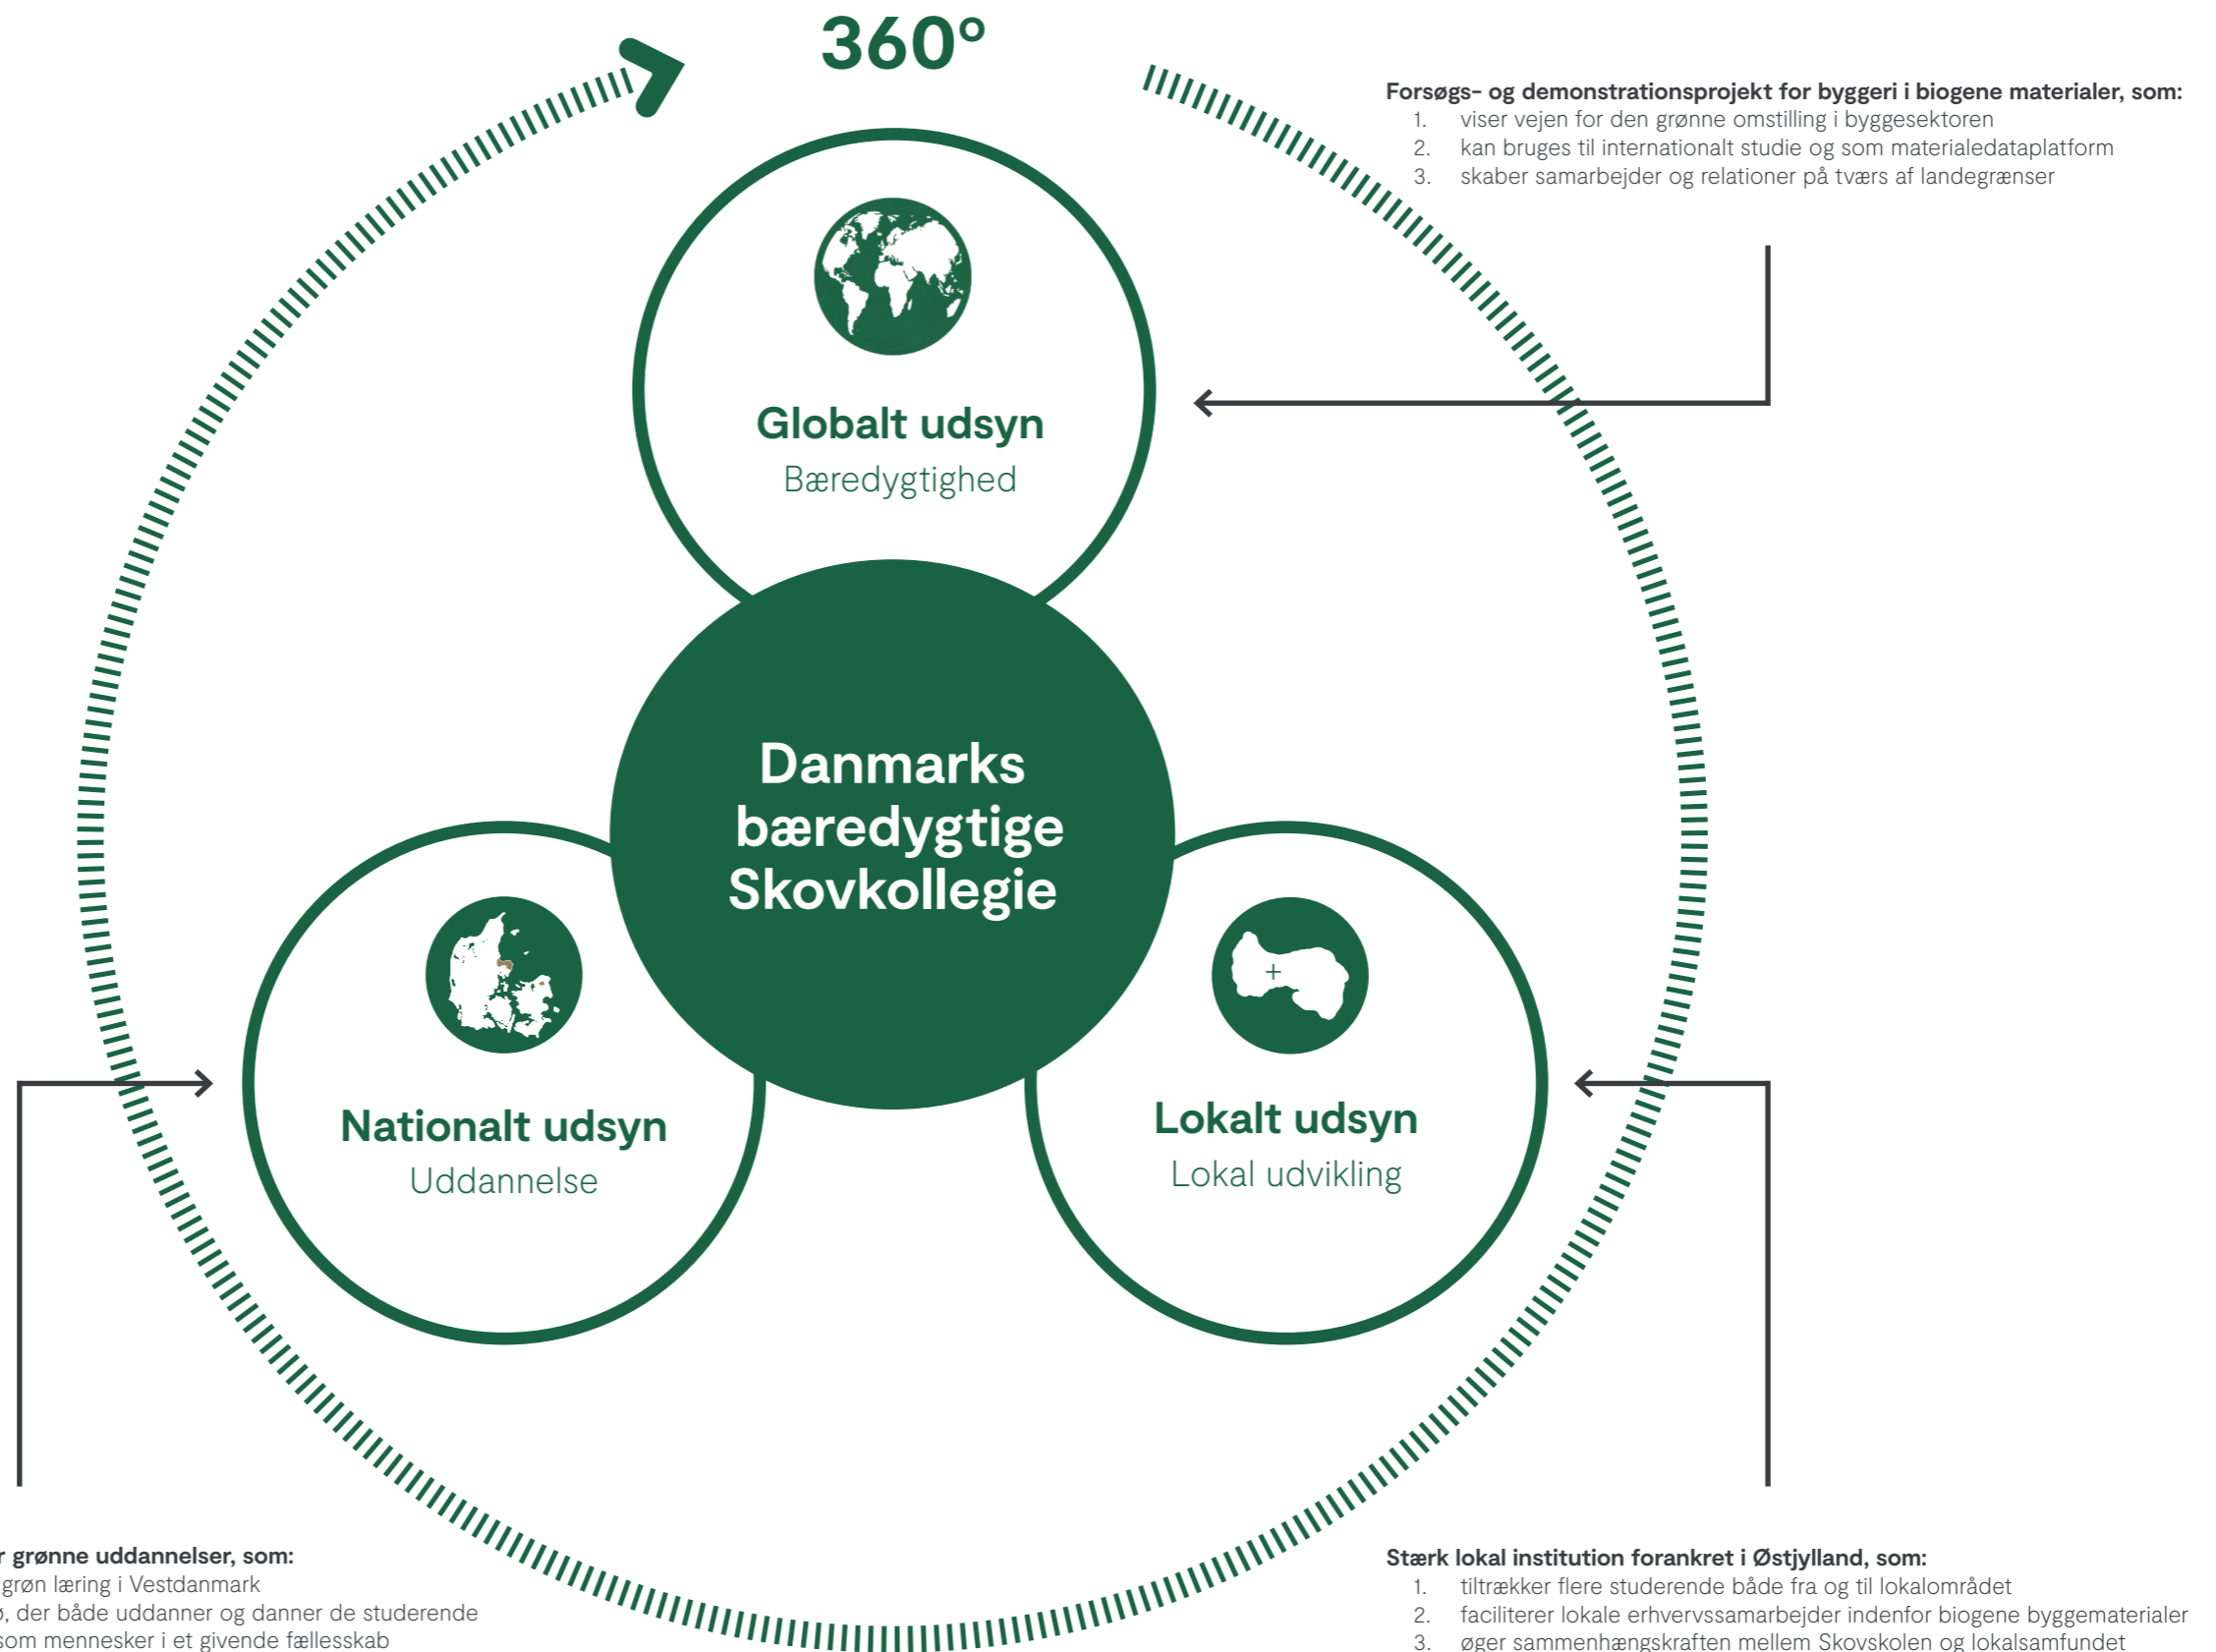 360°
Forsøgs- og demonstrationsprojekt for byggeri i biogene materialer, som:
1. viser vejen for den grønne omstilling i byggesektoren
2. kan bruges til internationalt studie og som materialedataplatform
3. skaber samarbejder og relationer på tværs af landegrænser
Globalt udsyn
Bæredygtighed
Danmarks
bæredygtige
Skovkollegie
Nationalt udsyn
Uddannelse
Lokalt udsyn
Lokal udvikling
grønne uddannelser, som:
grøn læring i Vestdanmark
der både uddanner og danner de studerende
som mennesker i et givende fællesskab
Stærk lokal institution forankret i Østjylland, som:
1. tiltrækker flere studerende både fra og til lokalområdet
2. faciliterer lokale erhvervssamarbejder indenfor biogene byggematerialer
3. øger sammenhængskraften mellem Skovskolen og lokalsamfundet